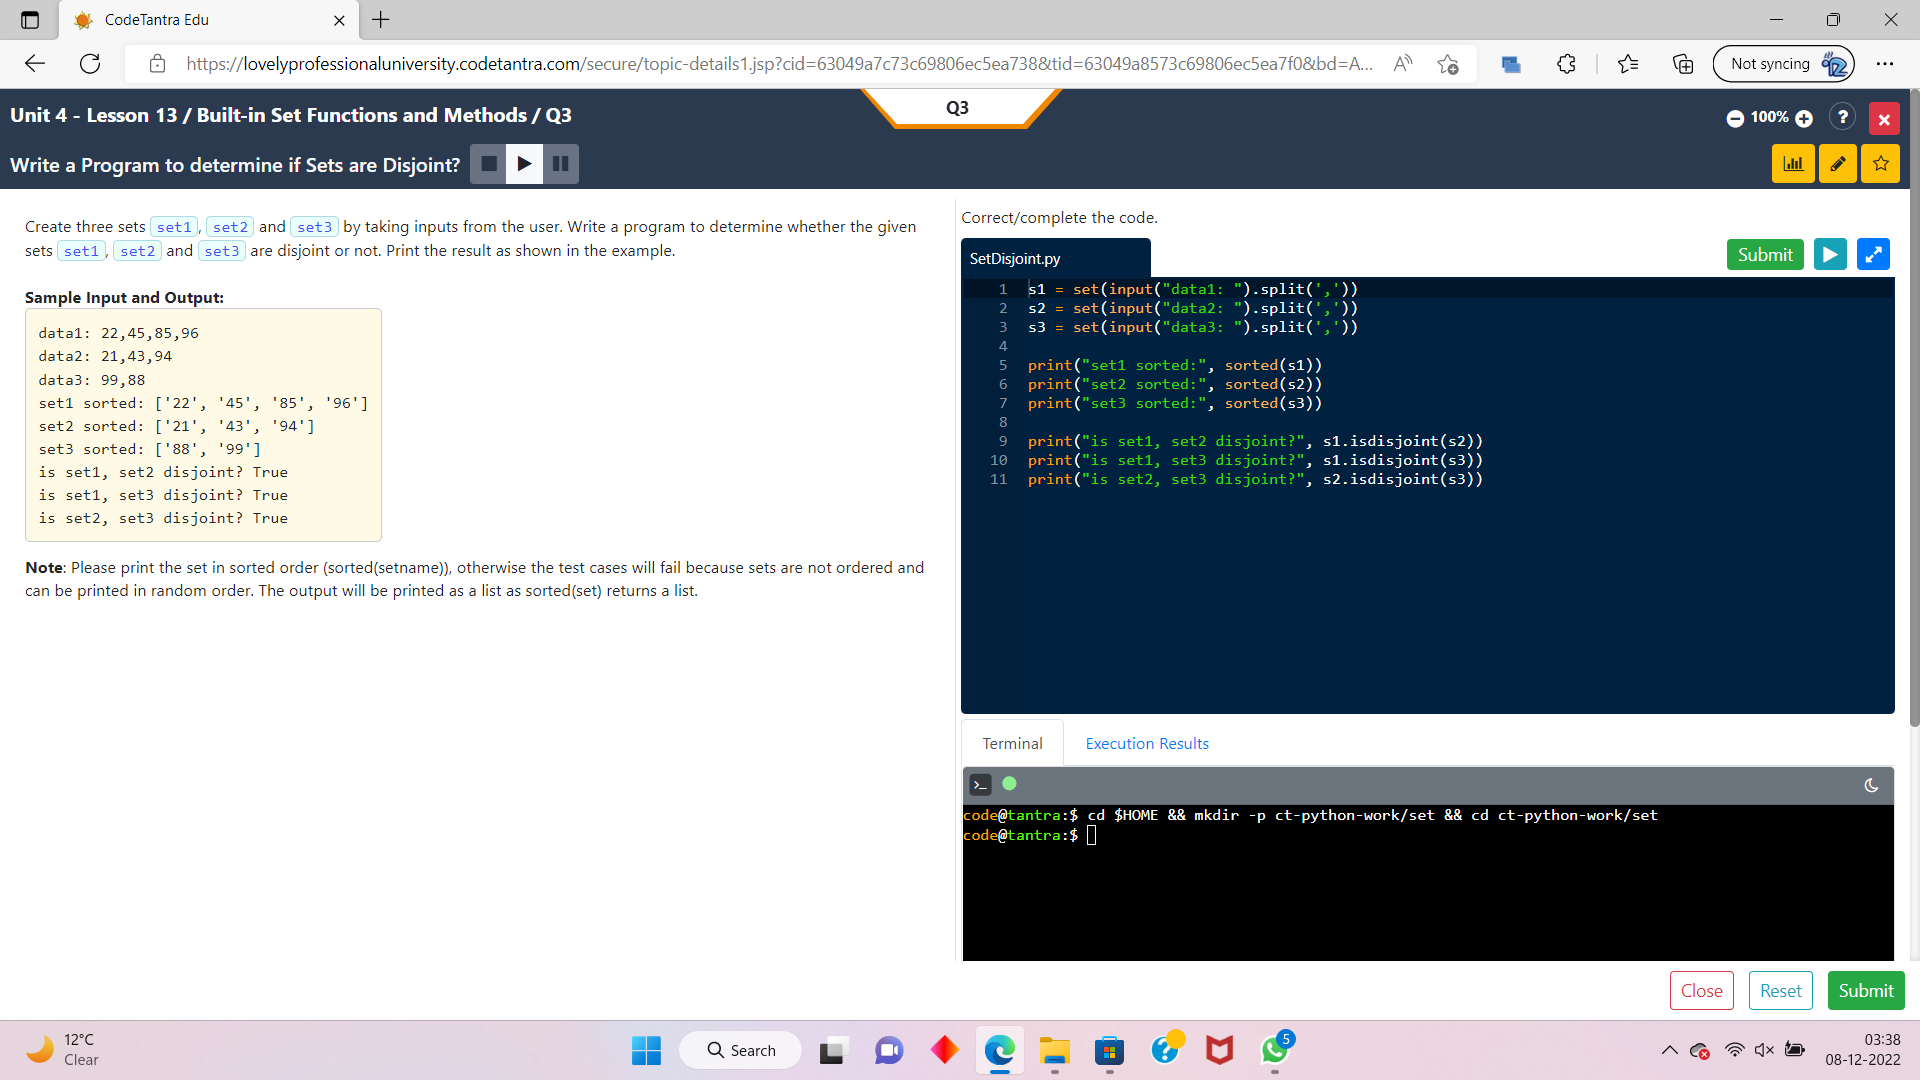 CodeTantra Edu
https://lovelyprofessionaluniversity.codetantra.com/secure/topic-details1.jsp?cid=63049a7c73c69806ec5ea738&tid=63049a8573c69806ec5ea7f0&bd=A...
Not syncing
Unit 4 - Lesson 13 / Built-in Set Functions and Methods / Q3
Q3
100%
?
Write a Program to determine if Sets are Disjoint?
Create three sets set1, set2 and set3 by taking inputs from the user. Write a program to determine whether the given
sets set1, set2 and set3 are disjoint or not. Print the result as shown in the example.
Sample Input and Output:
data1: 22,45,85,96
data2: 21,43,94
data3: 99,88
set1 sorted: ['22', '45', '85', '96']
set2 sorted: ['21', '43', '94']
set3 sorted: ['88', '99']
is set1, set2 disjoint? True
is set1, set3 disjoint? True
is set2, set3 disjoint? True
Note: Please print the set in sorted order (sorted(setname)), otherwise the test cases will fail because sets are not ordered and
can be printed in random order. The output will be printed as a list as sorted(set) returns a list.
Correct/complete the code.
SetDisjoint.py
Submit
1 s1 = set(input("data1: ").split(','))
2 s2 = set(input("data2: ").split(','))
3 s3 = set(input("data3: ").split(','))
4
5 print("set1 sorted:", sorted(s1))
6 print("set2 sorted:", sorted(s2))
7 print("set3 sorted:", sorted(s3))
8
9 print("is set1, set2 disjoint?", s1.isdisjoint(s2))
10 print("is set1, set3 disjoint?", s1.isdisjoint(s3))
11 print("is set2, set3 disjoint?", s2.isdisjoint(s3))
Terminal
Execution Results
code@tantra:$ cd $HOME && mkdir -p ct-python-work/set && cd ct-python-work/set
code@tantra:$
Close
Reset
Submit
12°C
Clear
Search
5
03:38
08-12-2022